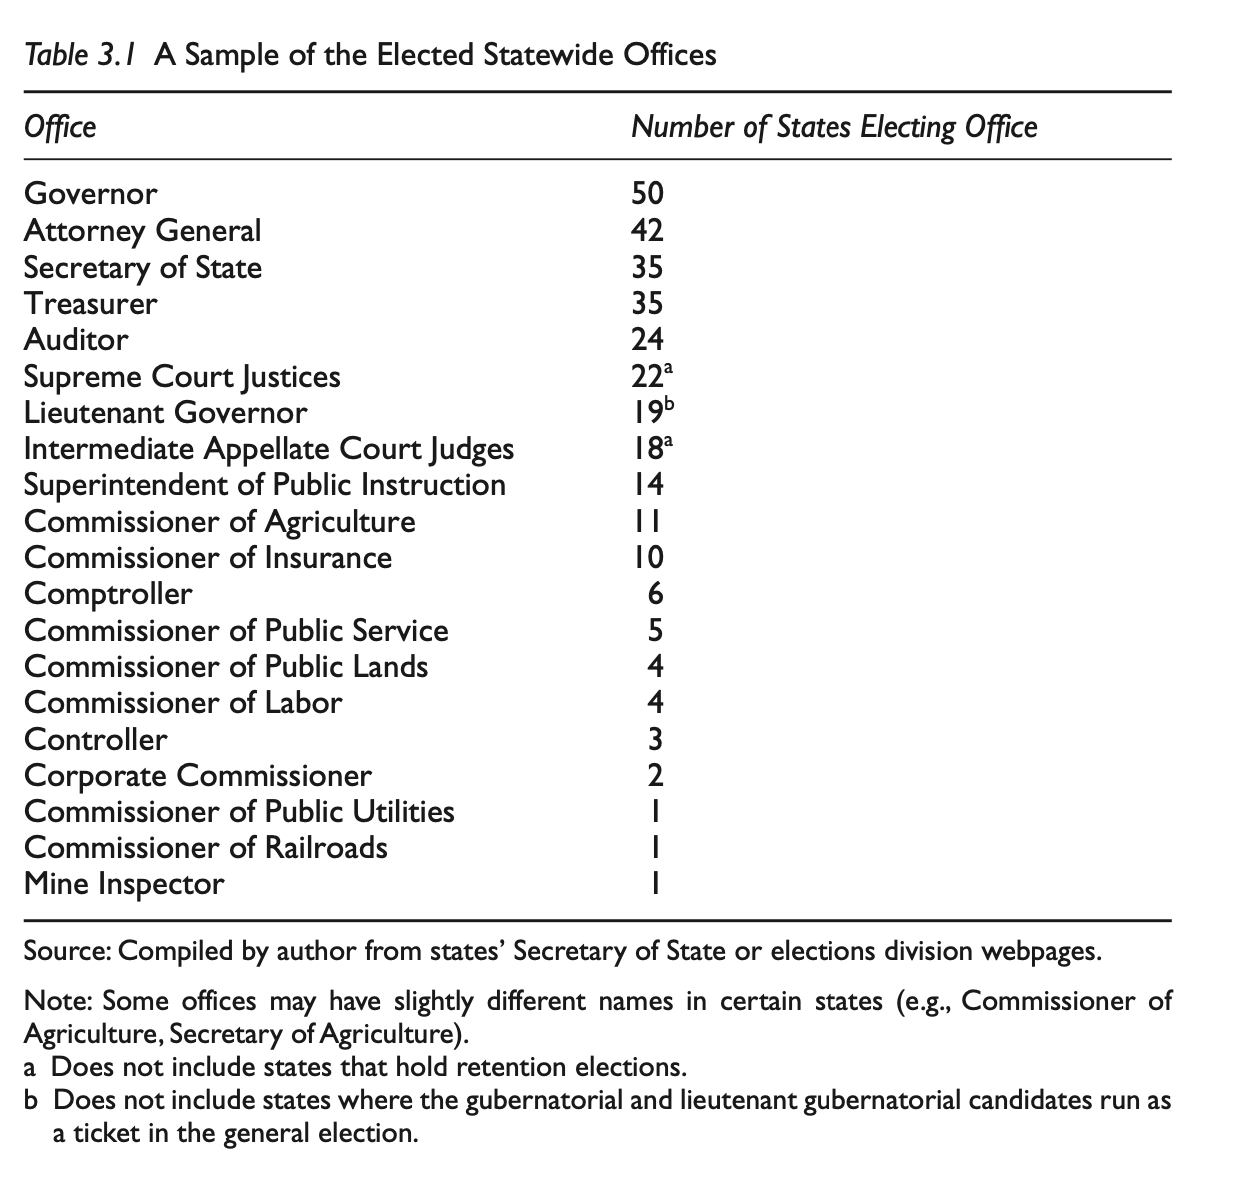 Table 3.1 A Sample of the Elected Statewide Offices
Office Number of States Electing Office
Governor 50
Attorney General 42
Secretary of State 35
Treasurer 35
Auditor 24
Supreme Court Justices 22a
Lieutenant Governor 19b
Intermediate Appellate Court Judges 18a
Superintendent of Public Instruction 14
Commissioner of Agriculture 11
Commissioner of Insurance 10
Comptroller 6
Commissioner of Public Service 5
Commissioner of Public Lands 4
Commissioner of Labor 4
Controller 3
Corporate Commissioner 2
Commissioner of Public Utilities 1
Commissioner of Railroads 1
Mine Inspector 1
Source: Compiled by author from states’ Secretary of State or elections division webpages.
Note: Some offices may have slightly different names in certain states (e.g., Commissioner of
Agriculture, Secretary of Agriculture).
a Does not include states that hold retention elections.
b Does not include states where the gubernatorial and lieutenant gubernatorial candidates run as
a ticket in the general election.